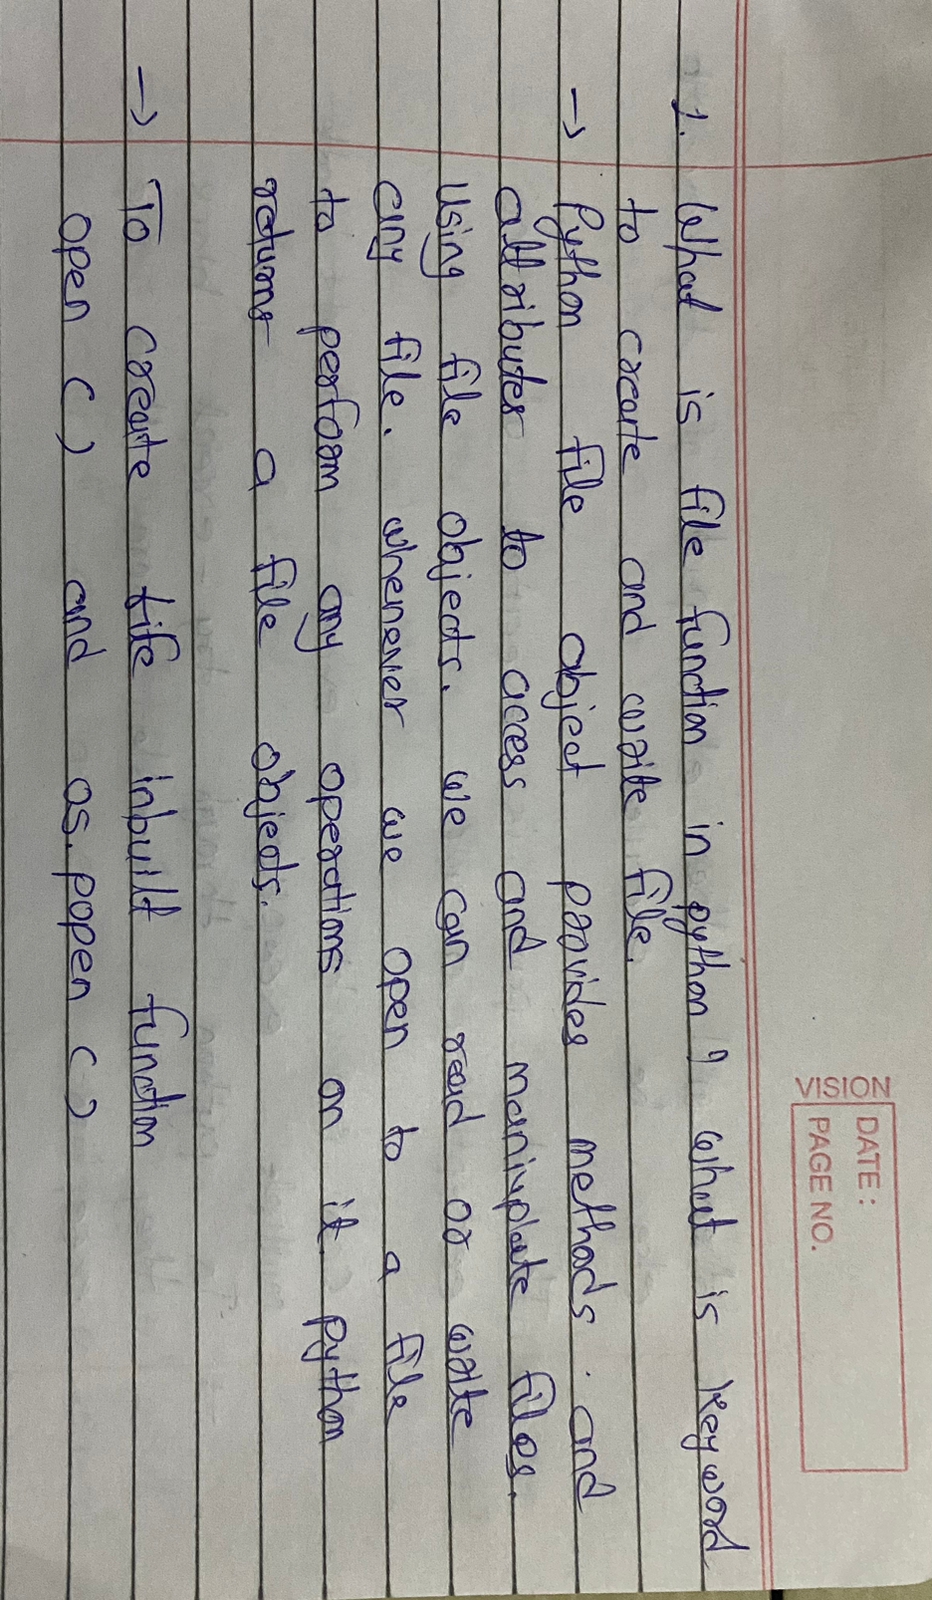 VISION
DATE :
PAGE NO.
1. What is file function in python? what is keyword
to create and write file.
→ Python file object provides methods and
attributes to access and maniuplate files.
using file objects. we can read or write
any file. whenever we open to a file
to perform any operations on it. python
returns a file objects.
→ To create file inbuilt function
open ( ) and os.popen ( )